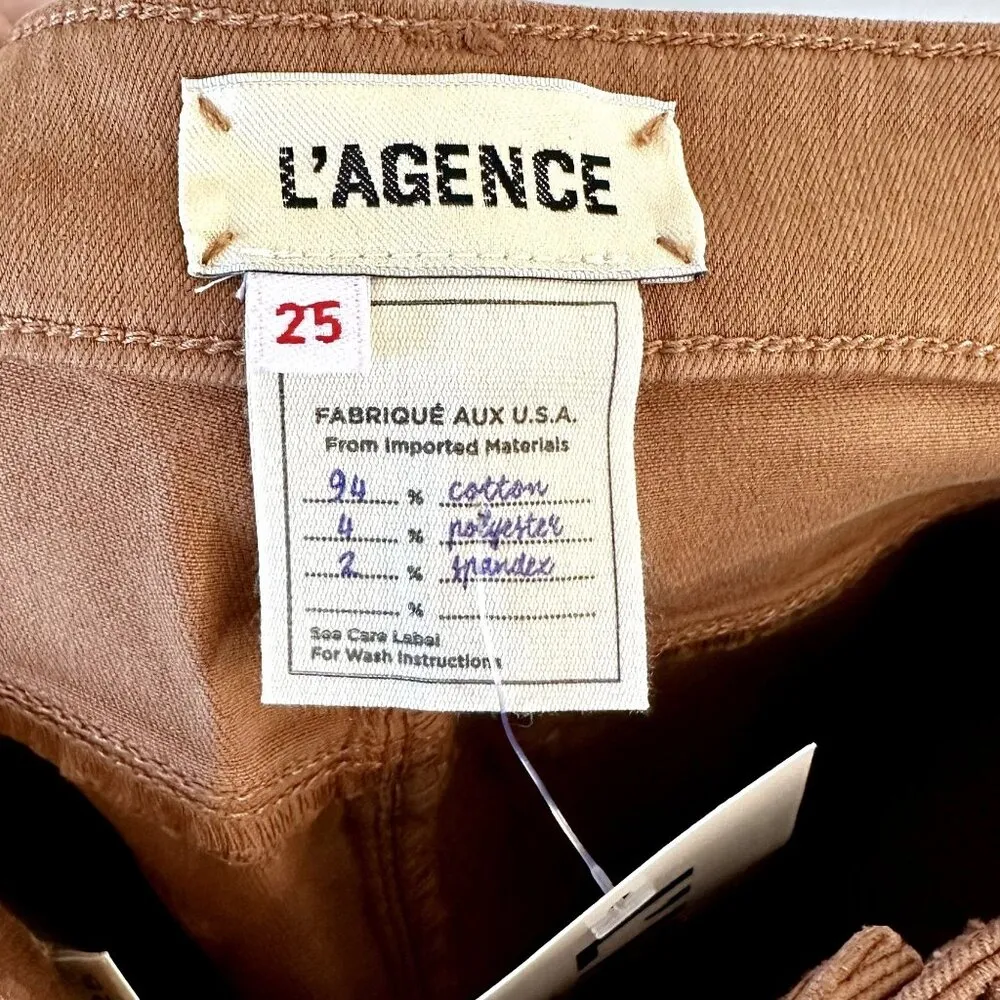 L'AGENCE
25
FABRIQUÉ AUX U.S.A.
From Imported Materials
94 % cotton
4 % polyester
2 % spandex
%
See Care Label
For Wash Instructions